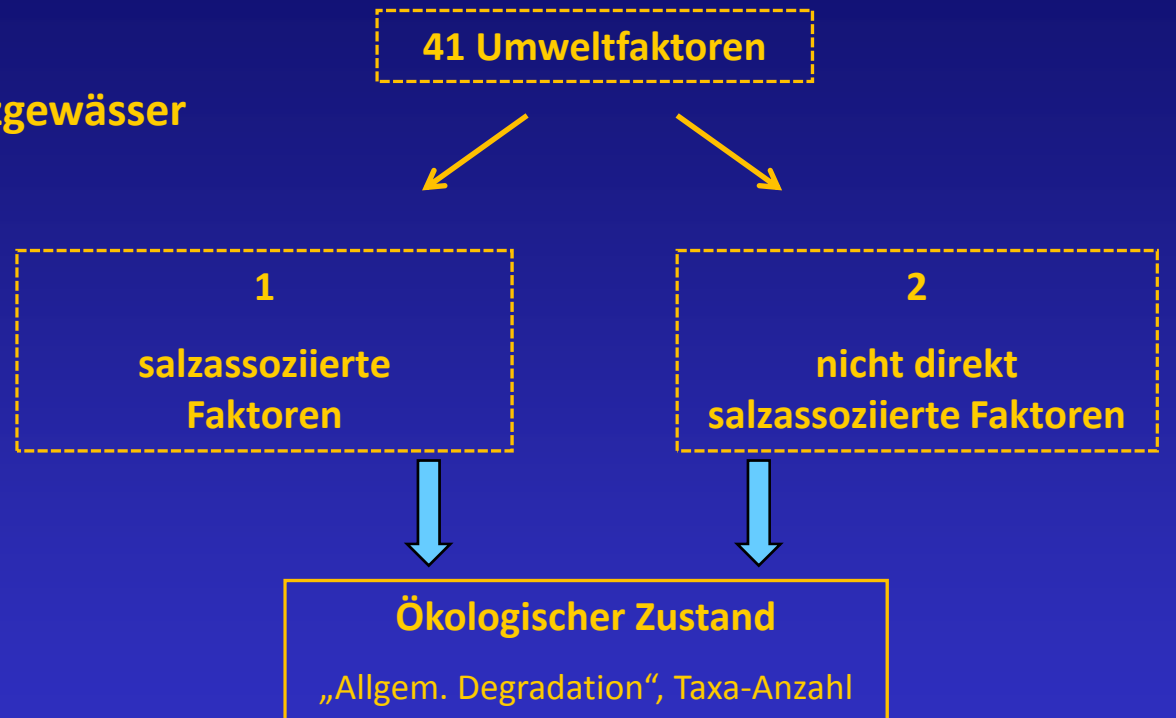 41 Umweltfaktoren
gewässer
1
salzassoziierte
Faktoren
2
nicht direkt
salzassoziierte Faktoren
Ökologischer Zustand
„Allgem. Degradation“, Taxa-Anzahl